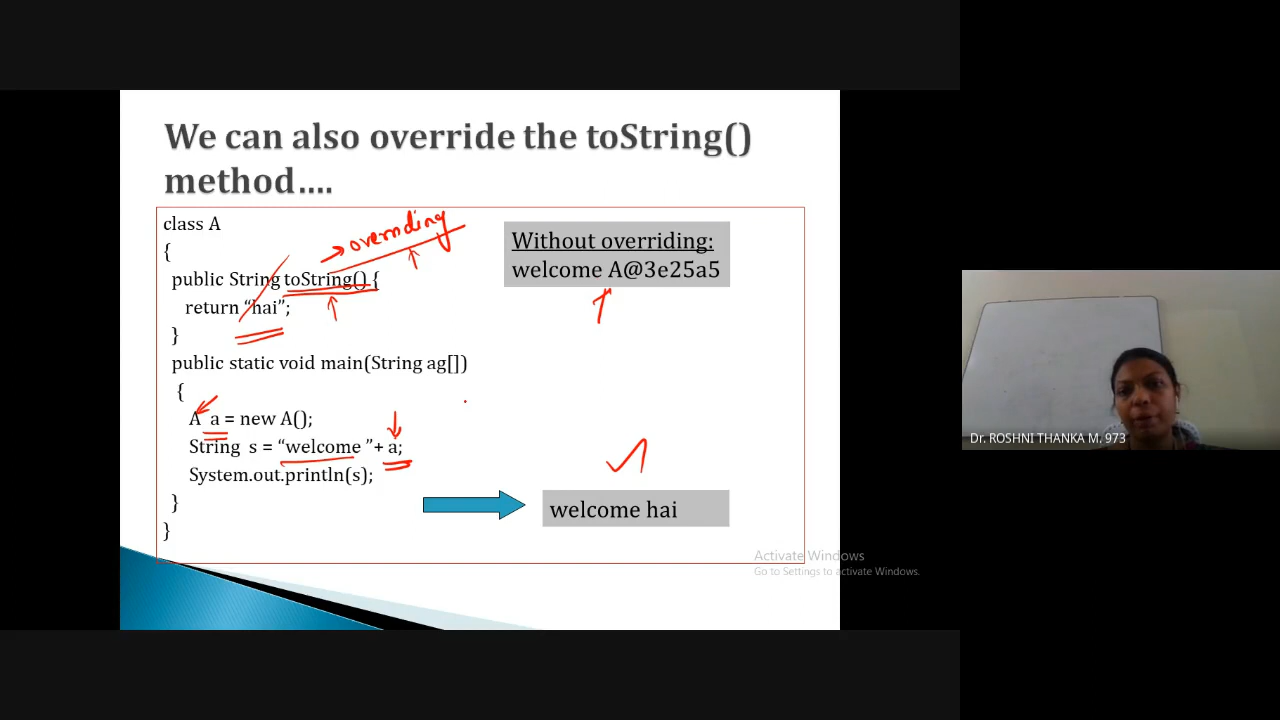 We can also override the toString()
method....
class A
{
public String toString() {
return “hai”;
}
public static void main(String ag[])
{
A a = new A();
String s = “welcome ”+ a;
System.out.println(s);
}
}
overriding
Without overriding:
welcome A@3e25a5
welcome hai
Activate Windows
Go to Settings to activate Windows.
Dr. ROSHNI THANKA M. 973